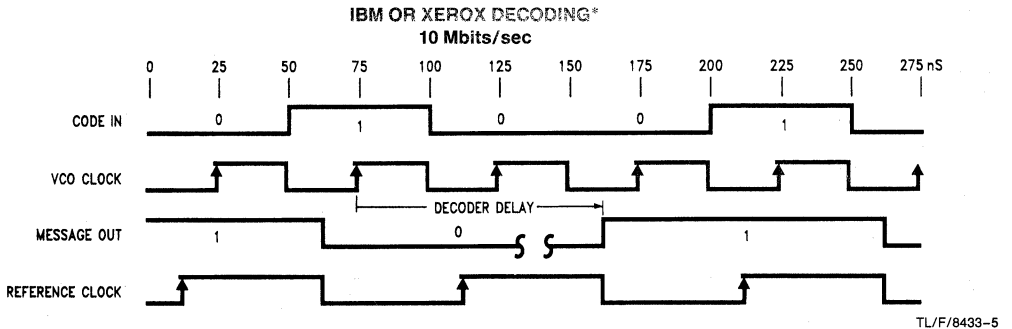 IBM OR XEROX DECODING*
10 Mbits/sec
0 25 50 75 100 125 150 175 200 225 250 275 nS
CODE IN 0 1 0 0 1
VCO CLOCK
DECODER DELAY
MESSAGE OUT 1 0 1
REFERENCE CLOCK
TL/F/8433-5